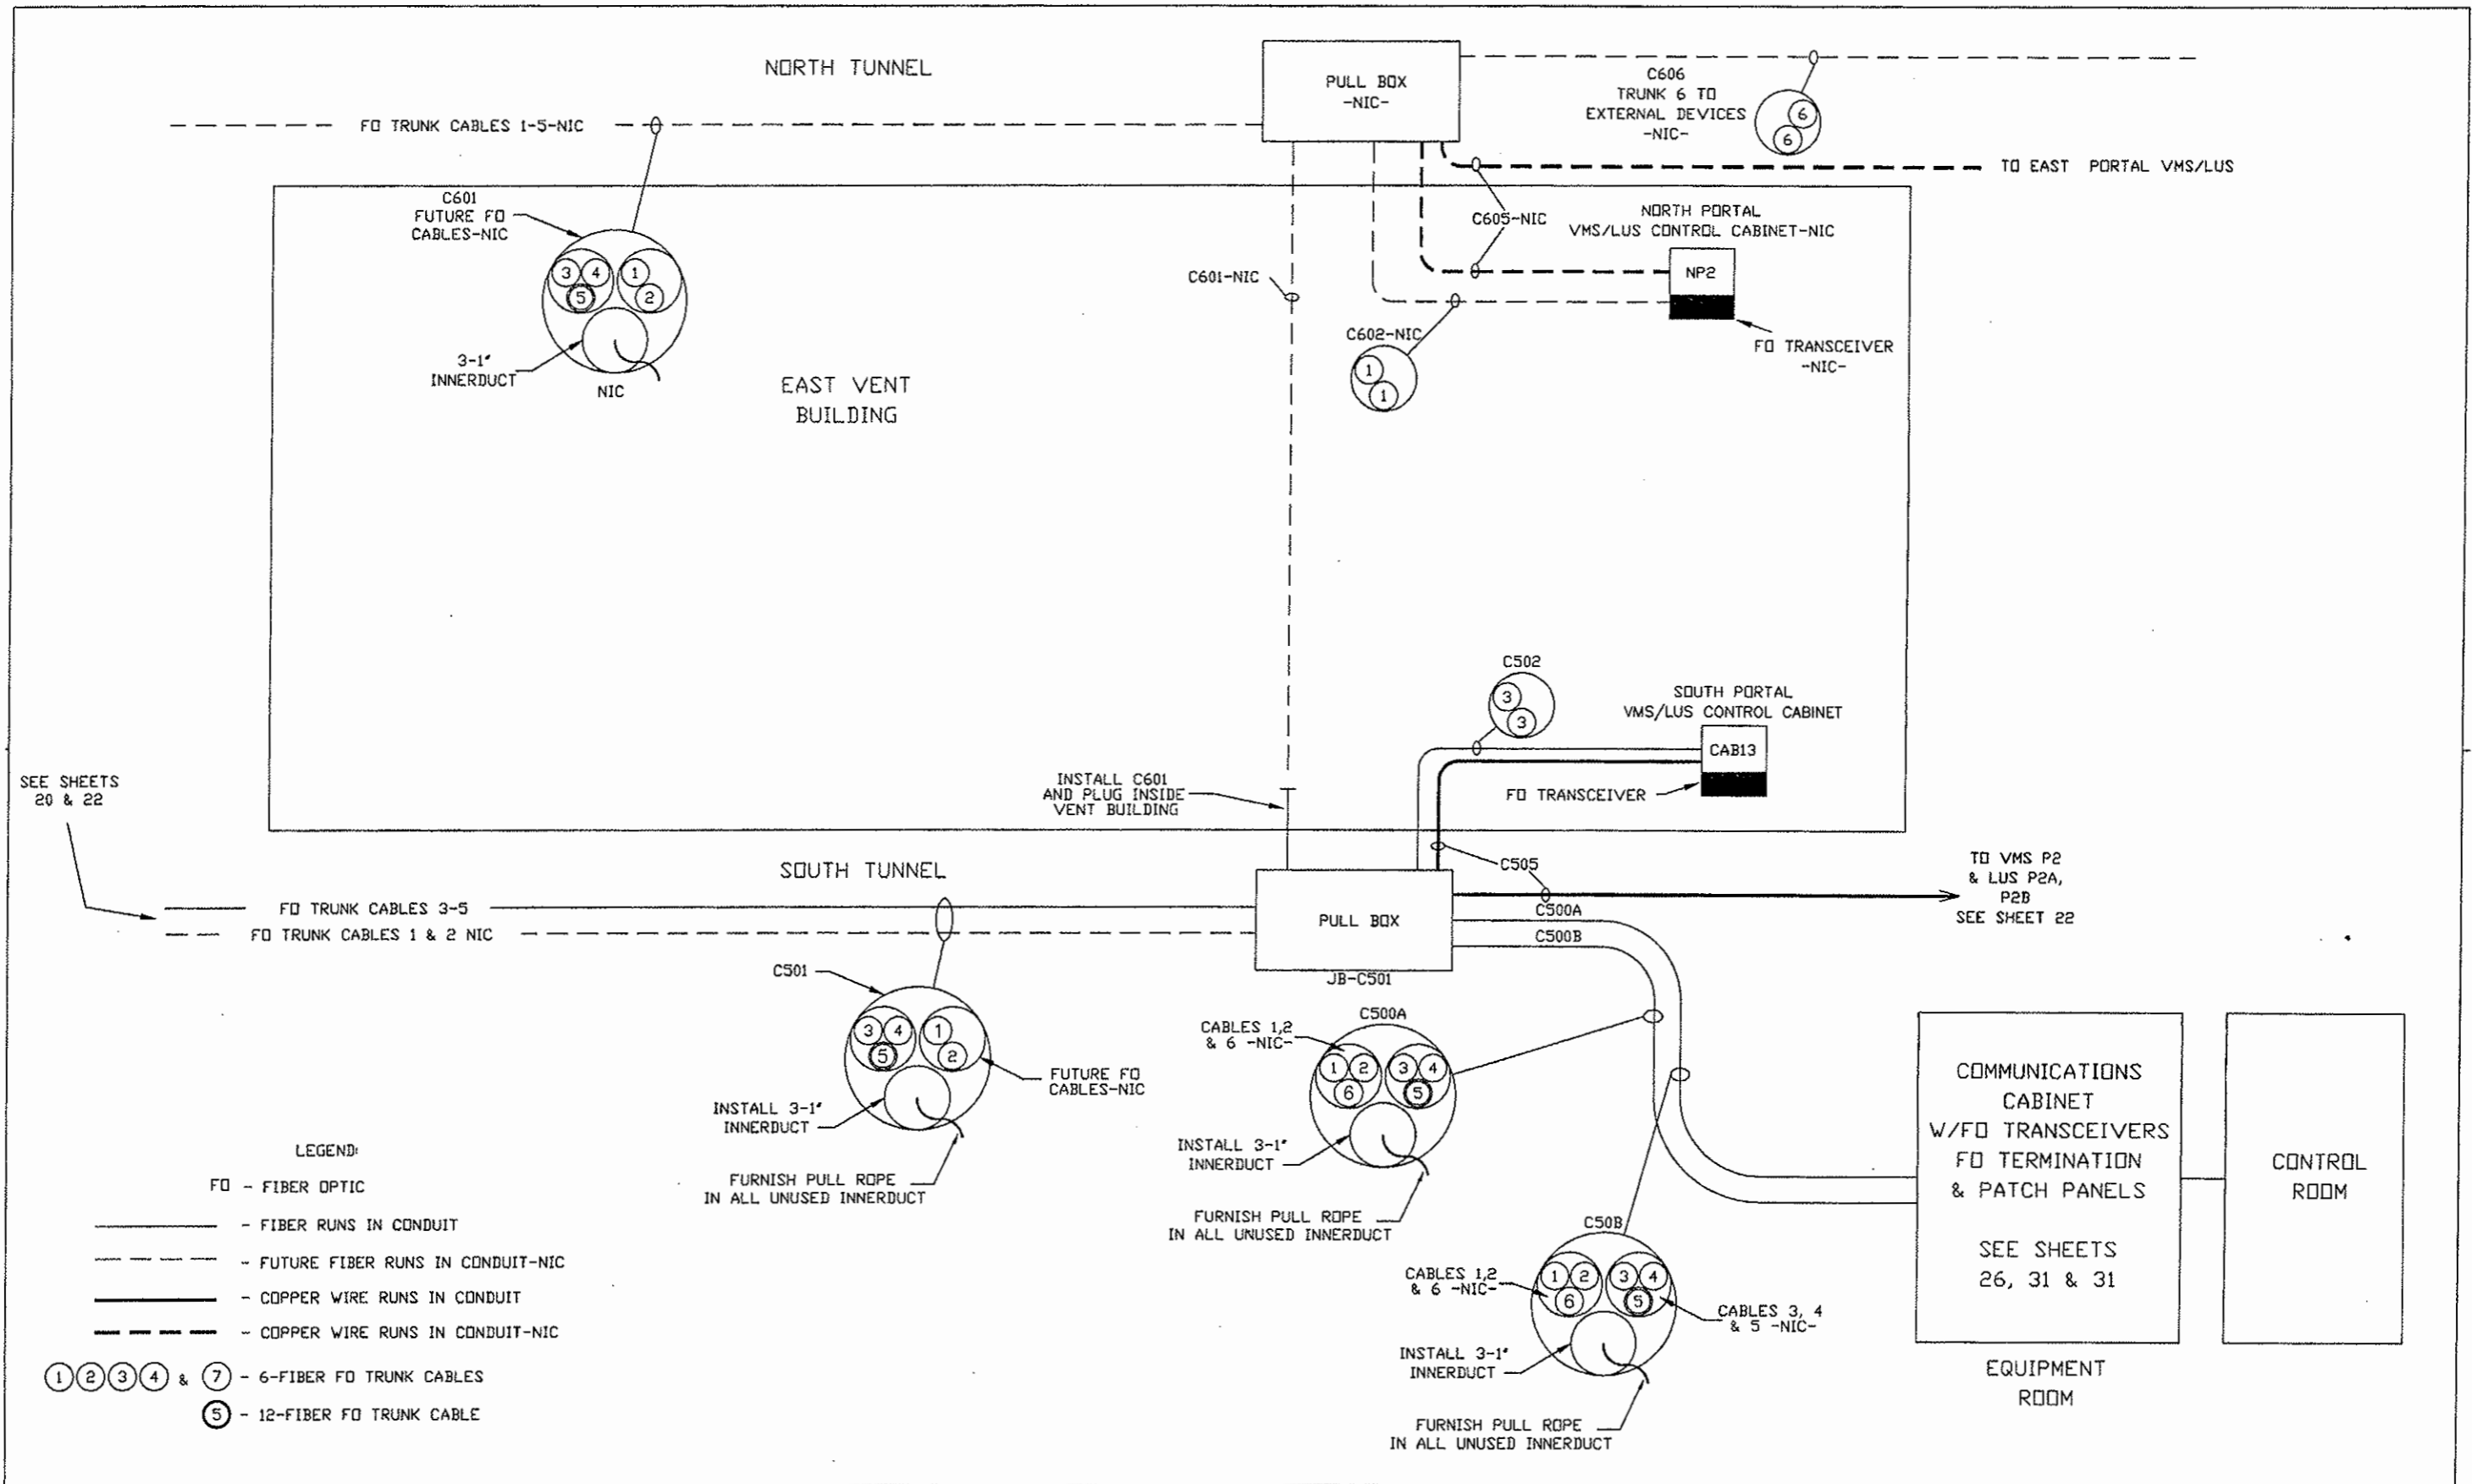 NORTH TUNNEL
FO TRUNK CABLES 1-5-NIC
PULL BOX
-NIC-
C606
TRUNK 6 TO
EXTERNAL DEVICES
-NIC-
6
6
TO EAST PORTAL VMS/LUS
C601
FUTURE FO
CABLES-NIC
3 4 1
5 2
3-1"
INNERDUCT
NIC
EAST VENT
BUILDING
C601-NIC
C605-NIC
NORTH PORTAL
VMS/LUS CONTROL CABINET-NIC
NP2
C602-NIC
1
1
FO TRANSCEIVER
-NIC-
C502
3
3
SOUTH PORTAL
VMS/LUS CONTROL CABINET
CAB13
FO TRANSCEIVER
INSTALL C601
AND PLUG INSIDE
VENT BUILDING
SEE SHEETS
20 & 22
SOUTH TUNNEL
FO TRUNK CABLES 3-5
FO TRUNK CABLES 1 & 2 NIC
PULL BOX
JB-C501
C505
C500A
C500B
TO VMS P2
& LUS P2A,
P2B
SEE SHEET 22
C501
3 4 1
5 2
FUTURE FO
CABLES-NIC
INSTALL 3-1"
INNERDUCT
FURNISH PULL ROPE
IN ALL UNUSED INNERDUCT
C500A
CABLES 1,2
& 6 -NIC-
1 2 3 4
6 5
INSTALL 3-1"
INNERDUCT
FURNISH PULL ROPE
IN ALL UNUSED INNERDUCT
C50B
CABLES 1,2
& 6 -NIC-
1 2 3 4
6 5
CABLES 3, 4
& 5 -NIC-
INSTALL 3-1"
INNERDUCT
FURNISH PULL ROPE
IN ALL UNUSED INNERDUCT
COMMUNICATIONS
CABINET
W/FO TRANSCEIVERS
FO TERMINATION
& PATCH PANELS
SEE SHEETS
26, 31 & 31
EQUIPMENT
ROOM
CONTROL
ROOM
LEGEND:
FO - FIBER OPTIC
- FIBER RUNS IN CONDUIT
- FUTURE FIBER RUNS IN CONDUIT-NIC
- COPPER WIRE RUNS IN CONDUIT
- COPPER WIRE RUNS IN CONDUIT-NIC
1 2 3 4 & 7 - 6-FIBER FO TRUNK CABLES
5 - 12-FIBER FO TRUNK CABLE